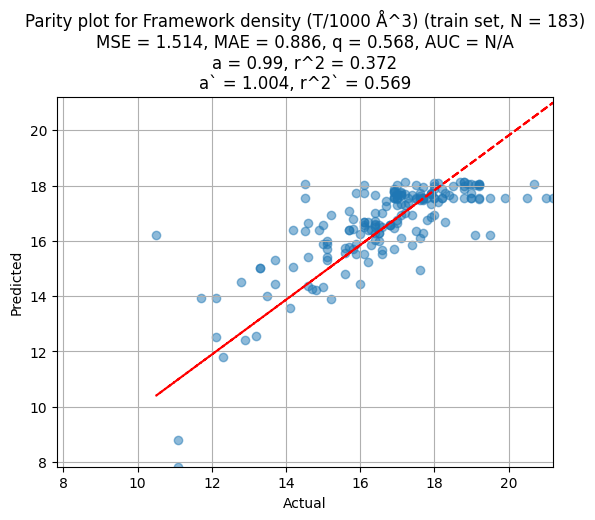 Parity plot for Framework density (T/1000 Å^3) (train set, N = 183)
MSE = 1.514, MAE = 0.886, q = 0.568, AUC = N/A
a = 0.99, r^2 = 0.372
a` = 1.004, r^2` = 0.569
20
18
16
14
12
10
8
Predicted
8
10
12
14
16
18
20
Actual